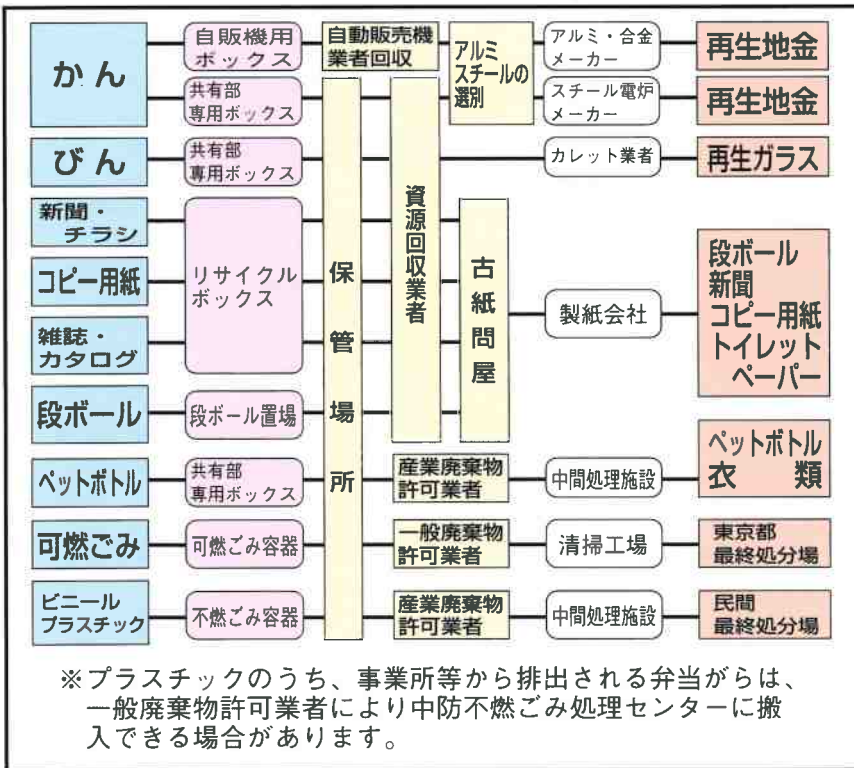 かん
自販機用
ボックス
自動販売機
業者回収
アルミ
スチールの
選別
アルミ・合金
メーカー
再生地金
共有部
専用ボックス
スチール電炉
メーカー
再生地金
びん
共有部
専用ボックス
カレット業者
再生ガラス
新聞・
チラシ
コピー用紙
雑誌・
カタログ
リサイクル
ボックス
保管場所
資源回収業者
古紙問屋
製紙会社
段ボール
新聞
コピー用紙
トイレット
ペーパー
段ボール
段ボール置場
ペットボトル
共有部
専用ボックス
産業廃棄物
許可業者
中間処理施設
ペットボトル
衣類
可燃ごみ
可燃ごみ容器
一般廃棄物
許可業者
清掃工場
東京都
最終処分場
ビニール
プラスチック
不燃ごみ容器
産業廃棄物
許可業者
中間処理施設
民間
最終処分場
※プラスチックのうち、事業所等から排出される弁当がらは、
一般廃棄物許可業者により中防不燃ごみ処理センターに搬
入できる場合があります。